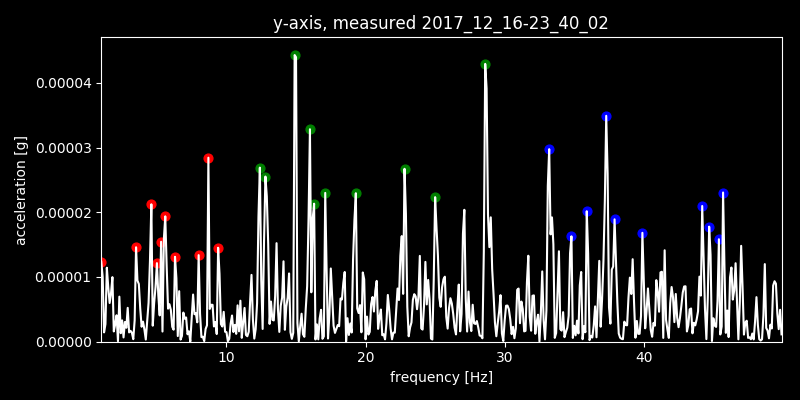 y-axis, measured 2017_12_16-23_40_02
acceleration [g]
0.00004
0.00003
0.00002
0.00001
0.00000
10 20 30 40
frequency [Hz]